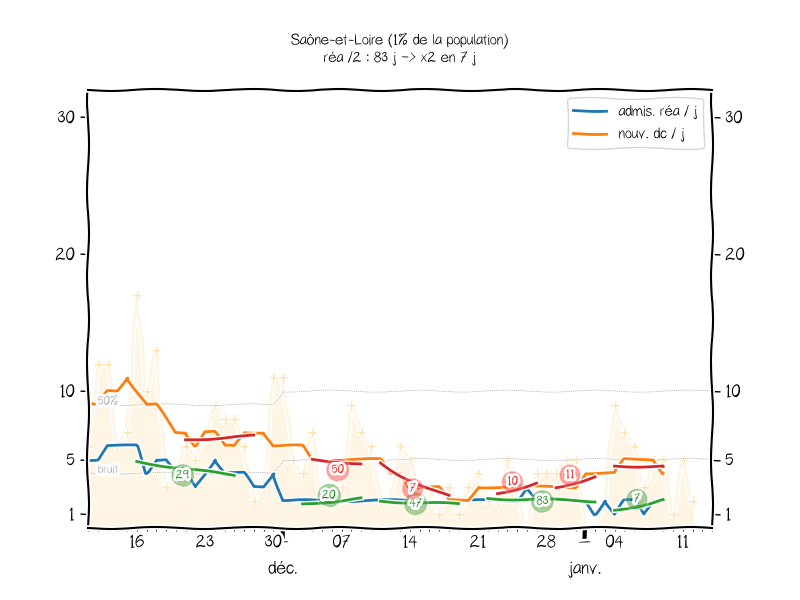 Saône-et-Loire (1% de la population)
réa /2 : 83 j -> x2 en 7 j
admis. réa / j
nouv. dc / j
30 30
20 20
10 10
50%
5 5
bruit
1 1
29 50 20 7 47 10 83 11 7
16 23 30 07 14 21 28 04 11
déc. janv.